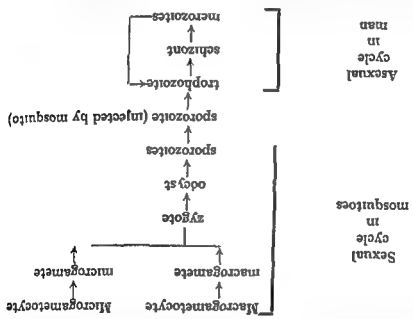 Sexual
cycle
in
mosquitoes
Macrogametocyte
Microgametocyte
macrogamete
microgamete
zygote
oöcyst
sporozoites
sporozoite (injected by mosquito)
Asexual
cycle
in
man
trophozoite
schizont
merozoites